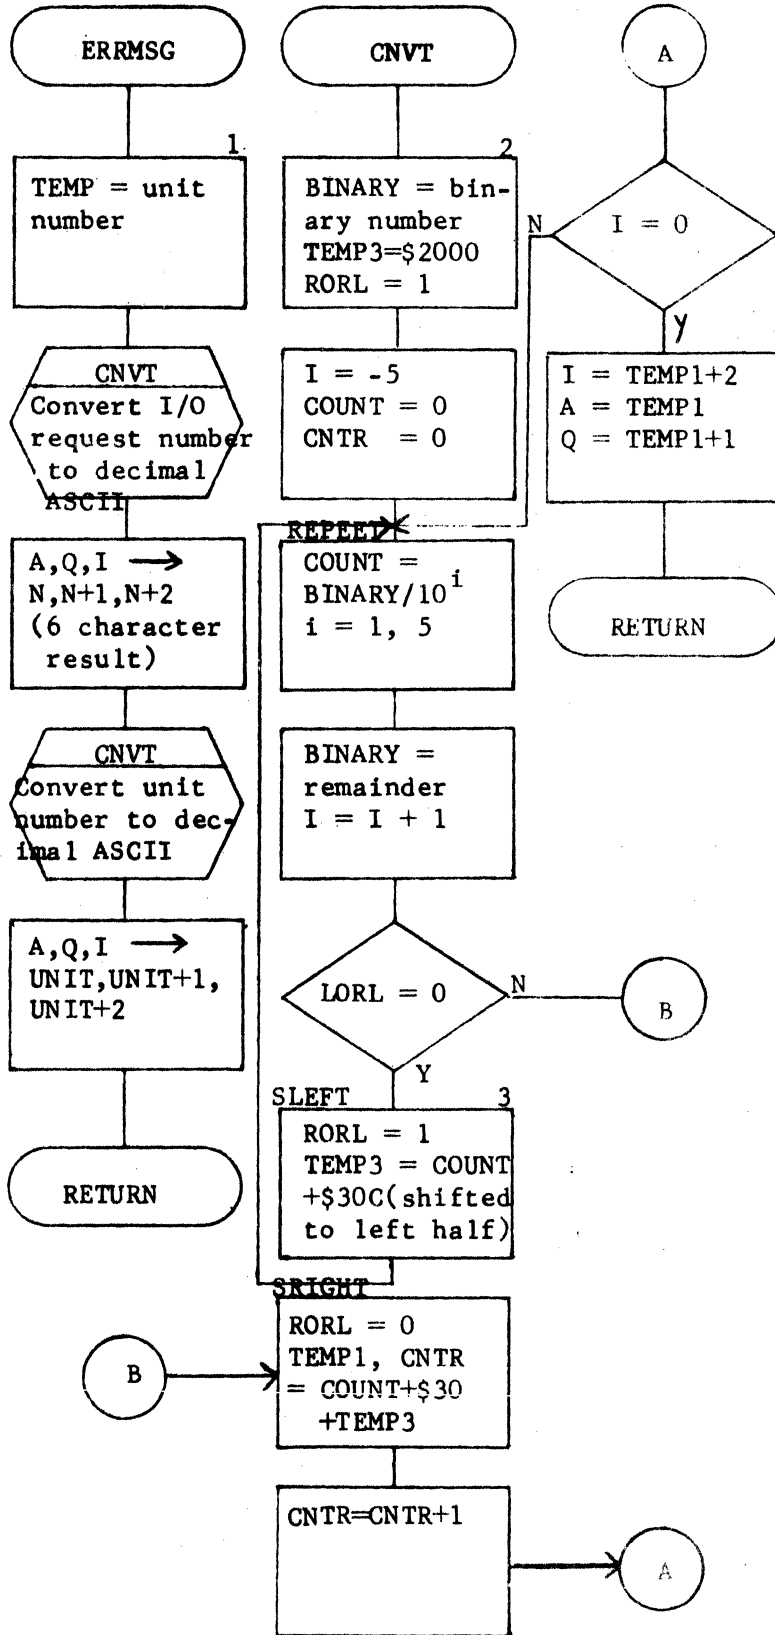 ERRMSG
1
TEMP = unit
number
CNVT
Convert I/O
request number
to decimal
ASCII
A,Q,I →
N,N+1,N+2
(6 character
result)
CNVT
Convert unit
number to dec-
imal ASCII
A,Q,I →
UNIT,UNIT+1,
UNIT+2
RETURN
CNVT
2
BINARY = bin-
ary number
TEMP3=$2000
RORL = 1
I = -5
COUNT = 0
CNTR = 0
REPEET
COUNT =
BINARY/10^i
i = 1, 5
BINARY =
remainder
I = I + 1
LORL = 0
N
B
Y
SLEFT
3
RORL = 1
TEMP3 = COUNT
+$30C(shifted
to left half)
SRIGHT
B
RORL = 0
TEMP1, CNTR
= COUNT+$30
+TEMP3
CNTR=CNTR+1
A
A
I = 0
N
y
I = TEMP1+2
A = TEMP1
Q = TEMP1+1
RETURN